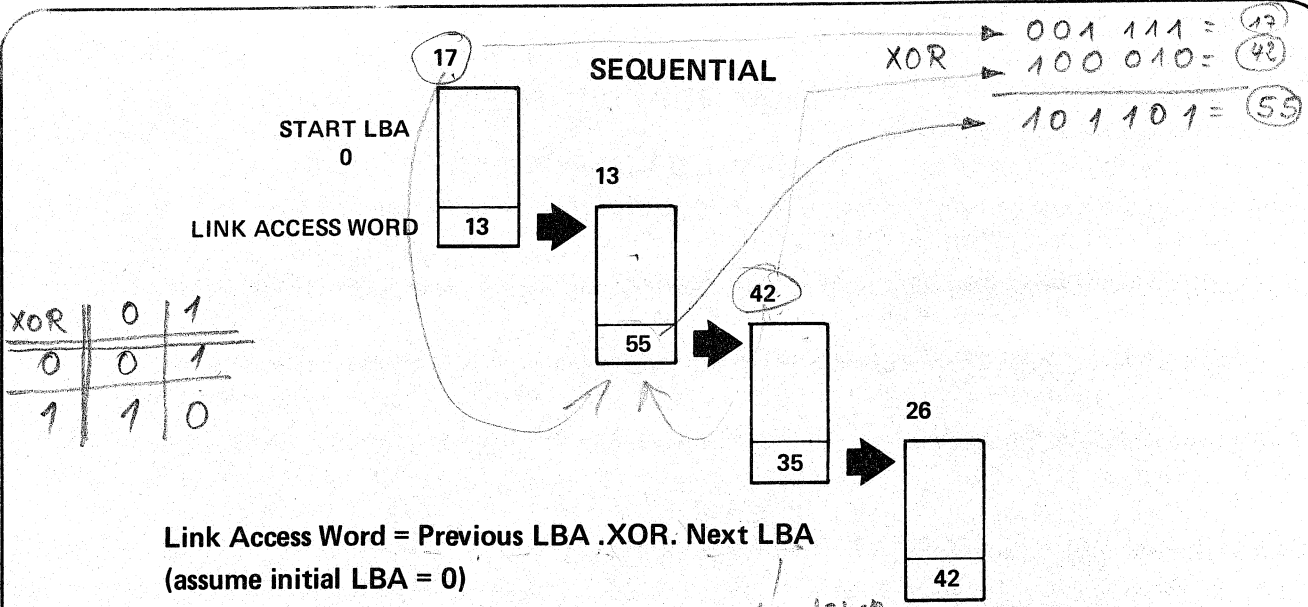 17
SEQUENTIAL
XOR
001 111 = 17
100 010 = 42
101 101 = 55
START LBA
0
LINK ACCESS WORD
13
13
55
42
35
26
42
XOR 0 1
0 0 1
1 1 0
Link Access Word = Previous LBA .XOR. Next LBA
(assume initial LBA = 0)